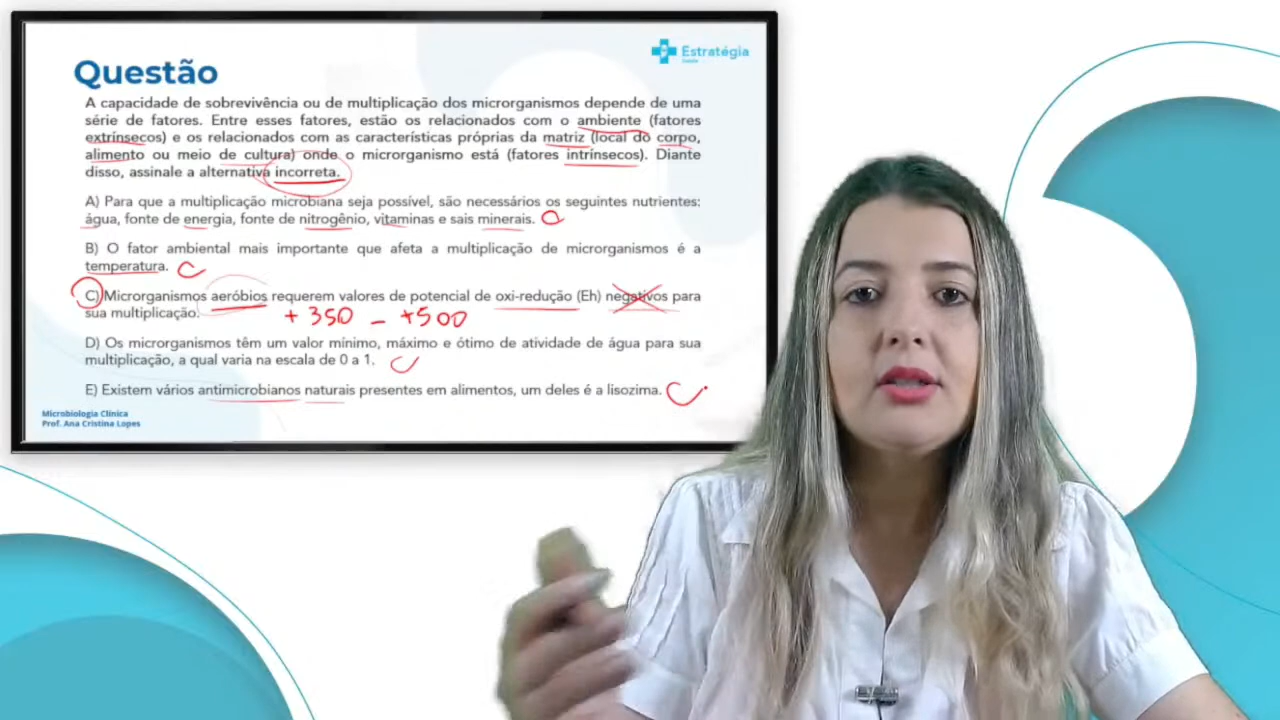 Questão
Estratégia
Saúde
A capacidade de sobrevivência ou de multiplicação dos microrganismos depende de uma
série de fatores. Entre esses fatores, estão os relacionados com o ambiente (fatores
extrínsecos) e os relacionados com as características próprias da matriz (local do corpo,
alimento ou meio de cultura) onde o microrganismo está (fatores intrínsecos). Diante
disso, assinale a alternativa incorreta.
A) Para que a multiplicação microbiana seja possível, são necessários os seguintes nutrientes:
água, fonte de energia, fonte de nitrogênio, vitaminas e sais minerais. C
B) O fator ambiental mais importante que afeta a multiplicação de microrganismos é a
temperatura. C
C) Microrganismos aeróbios requerem valores de potencial de oxi-redução (Eh) negativos para
sua multiplicação.
+350 - +500
D) Os microrganismos têm um valor mínimo, máximo e ótimo de atividade de água para sua
multiplicação, a qual varia na escala de 0 a 1. C
E) Existem vários antimicrobianos naturais presentes em alimentos, um deles é a lisozima. C
Microbiologia Clínica
Prof. Ana Cristina Lopes